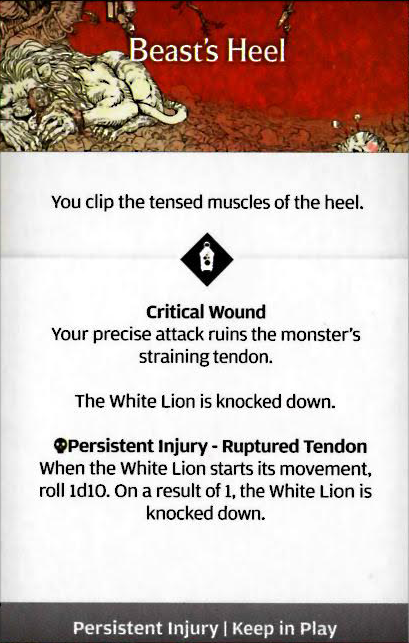 Beast's Heel
You clip the tensed muscles of the heel.
Critical Wound
Your precise attack ruins the monster's
straining tendon.
The White Lion is knocked down.
Persistent Injury - Ruptured Tendon
When the White Lion starts its movement,
roll 1d10. On a result of 1, the White Lion is
knocked down.
Persistent Injury | Keep in Play